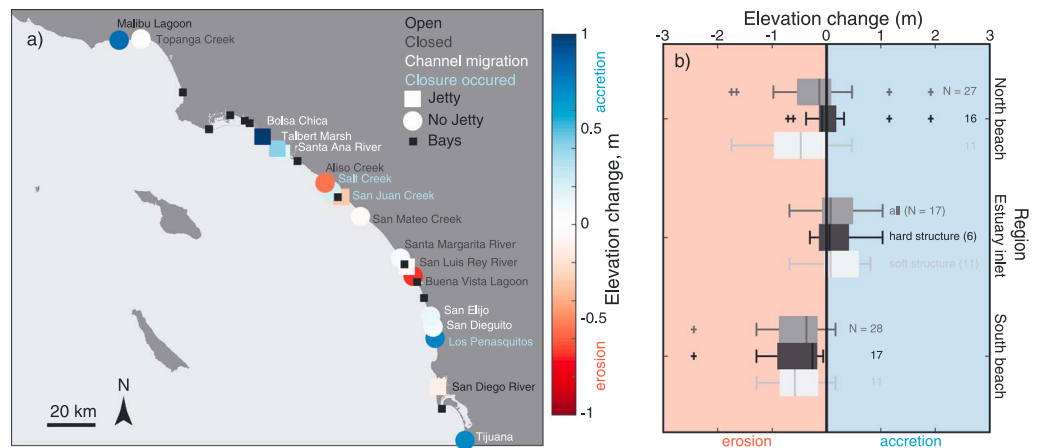 a)
Malibu Lagoon
Topanga Creek
Bolsa Chica
Talbert Marsh
Santa Ana River
Aliso Creek
Salt Creek
San Juan Creek
San Mateo Creek
Santa Margarita River
San Luis Rey River
Buena Vista Lagoon
San Elijo
San Dieguito
Los Penasquitos
San Diego River
Tijuana
N
20 km
Open
Closed
Channel migration
Closure occured
Jetty
No Jetty
Bays
1
0.5
0
-0.5
-1
accretion
erosion
Elevation change, m
Elevation change (m)
-3 -2 -1 0 1 2 3
b)
N = 27
16
11
all (N = 17)
hard structure (6)
soft structure (11)
N = 28
17
11
erosion accretion
North beach
Estuary inlet
South beach
Region